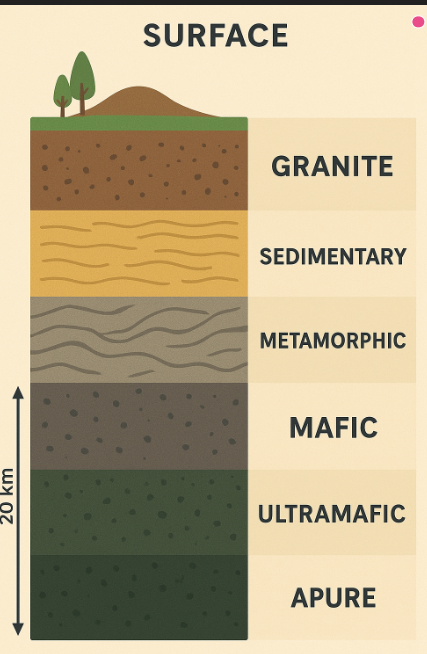 SURFACE
GRANITE
SEDIMENTARY
METAMORPHIC
MAFIC
20 km
ULTRAMAFIC
APURE